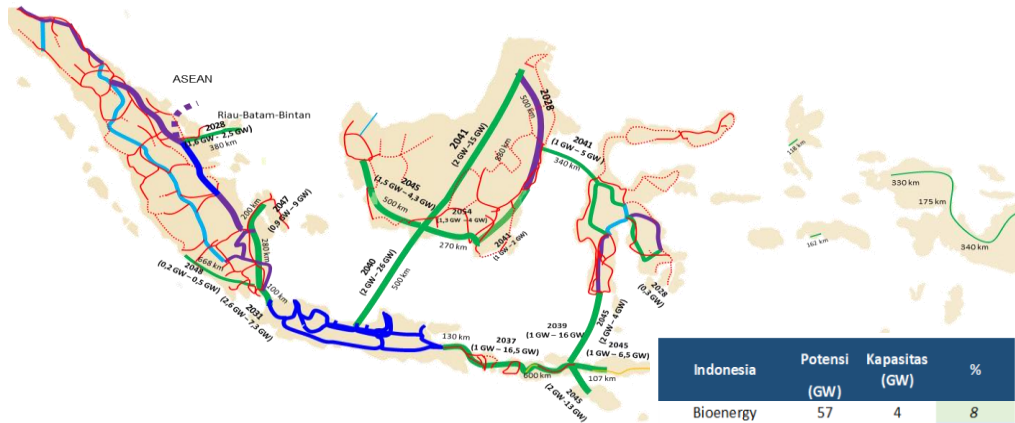 ASEAN
Riau-Batam-Bintan
2028
(1,6 GW - 2,5 GW)
380 km
2047
(0,9 GW – 9 GW)
200 km
280 km
668 km
2048
(0,2 GW – 0,5 GW)
100 km
2031
(2,6 GW – 7,3 GW)
2041
(2 GW –15 GW)
500 km
2028
880 km
2045
(1,5 GW – 4,3 GW)
500 km
2054
(1,3 GW – 4 GW)
270 km
2041
(1 GW – 2 GW)
2041
(1 GW – 5 GW)
340 km
2040
(2 GW – 26 GW)
500 km
130 km
2037
(1 GW – 16,5 GW)
2039
(1 GW – 16 GW)
600 km
2045
(2 GW – 4 GW)
2045
(1 GW – 6,5 GW)
107 km
2045
(2 GW -13 GW)
2028
(0,3 GW)
118 km
162 km
330 km
175 km
340 km
Indonesia Potensi (GW) Kapasitas (GW) %
Bioenergy 57 4 8